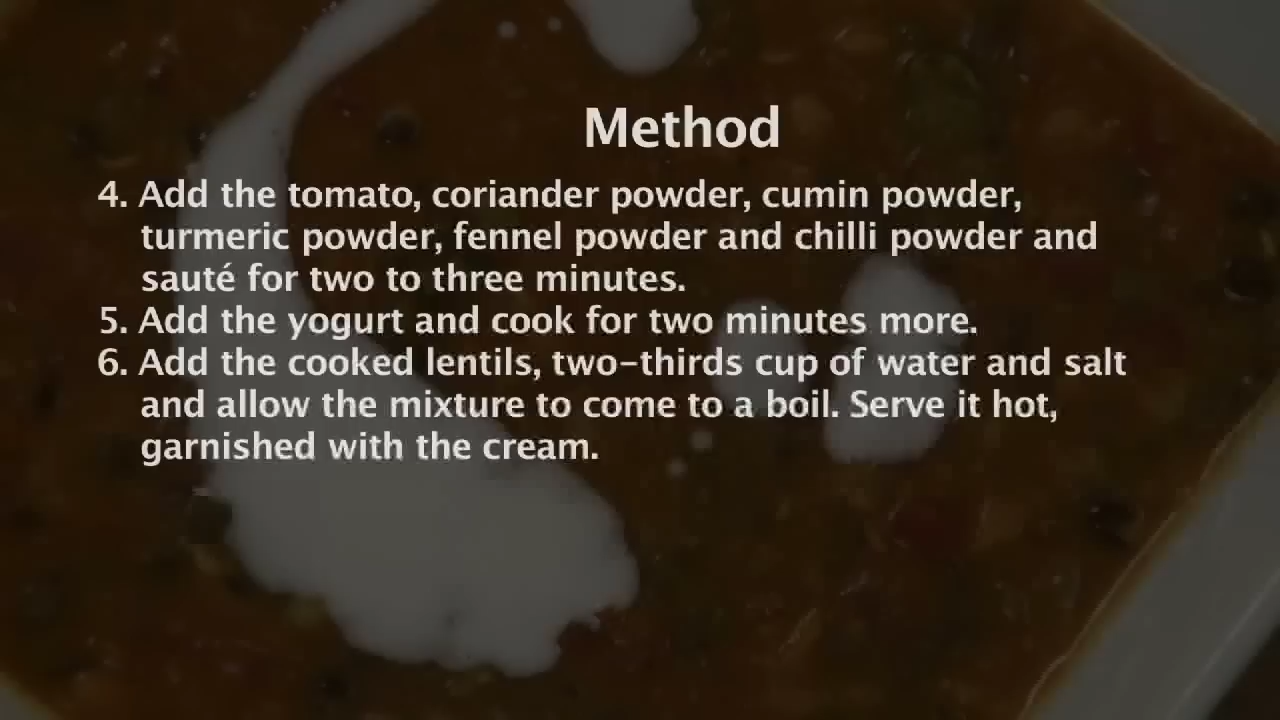 Method
4. Add the tomato, coriander powder, cumin powder,
turmeric powder, fennel powder and chilli powder and
sauté for two to three minutes.
5. Add the yogurt and cook for two minutes more.
6. Add the cooked lentils, two-thirds cup of water and salt
and allow the mixture to come to a boil. Serve it hot,
garnished with the cream.